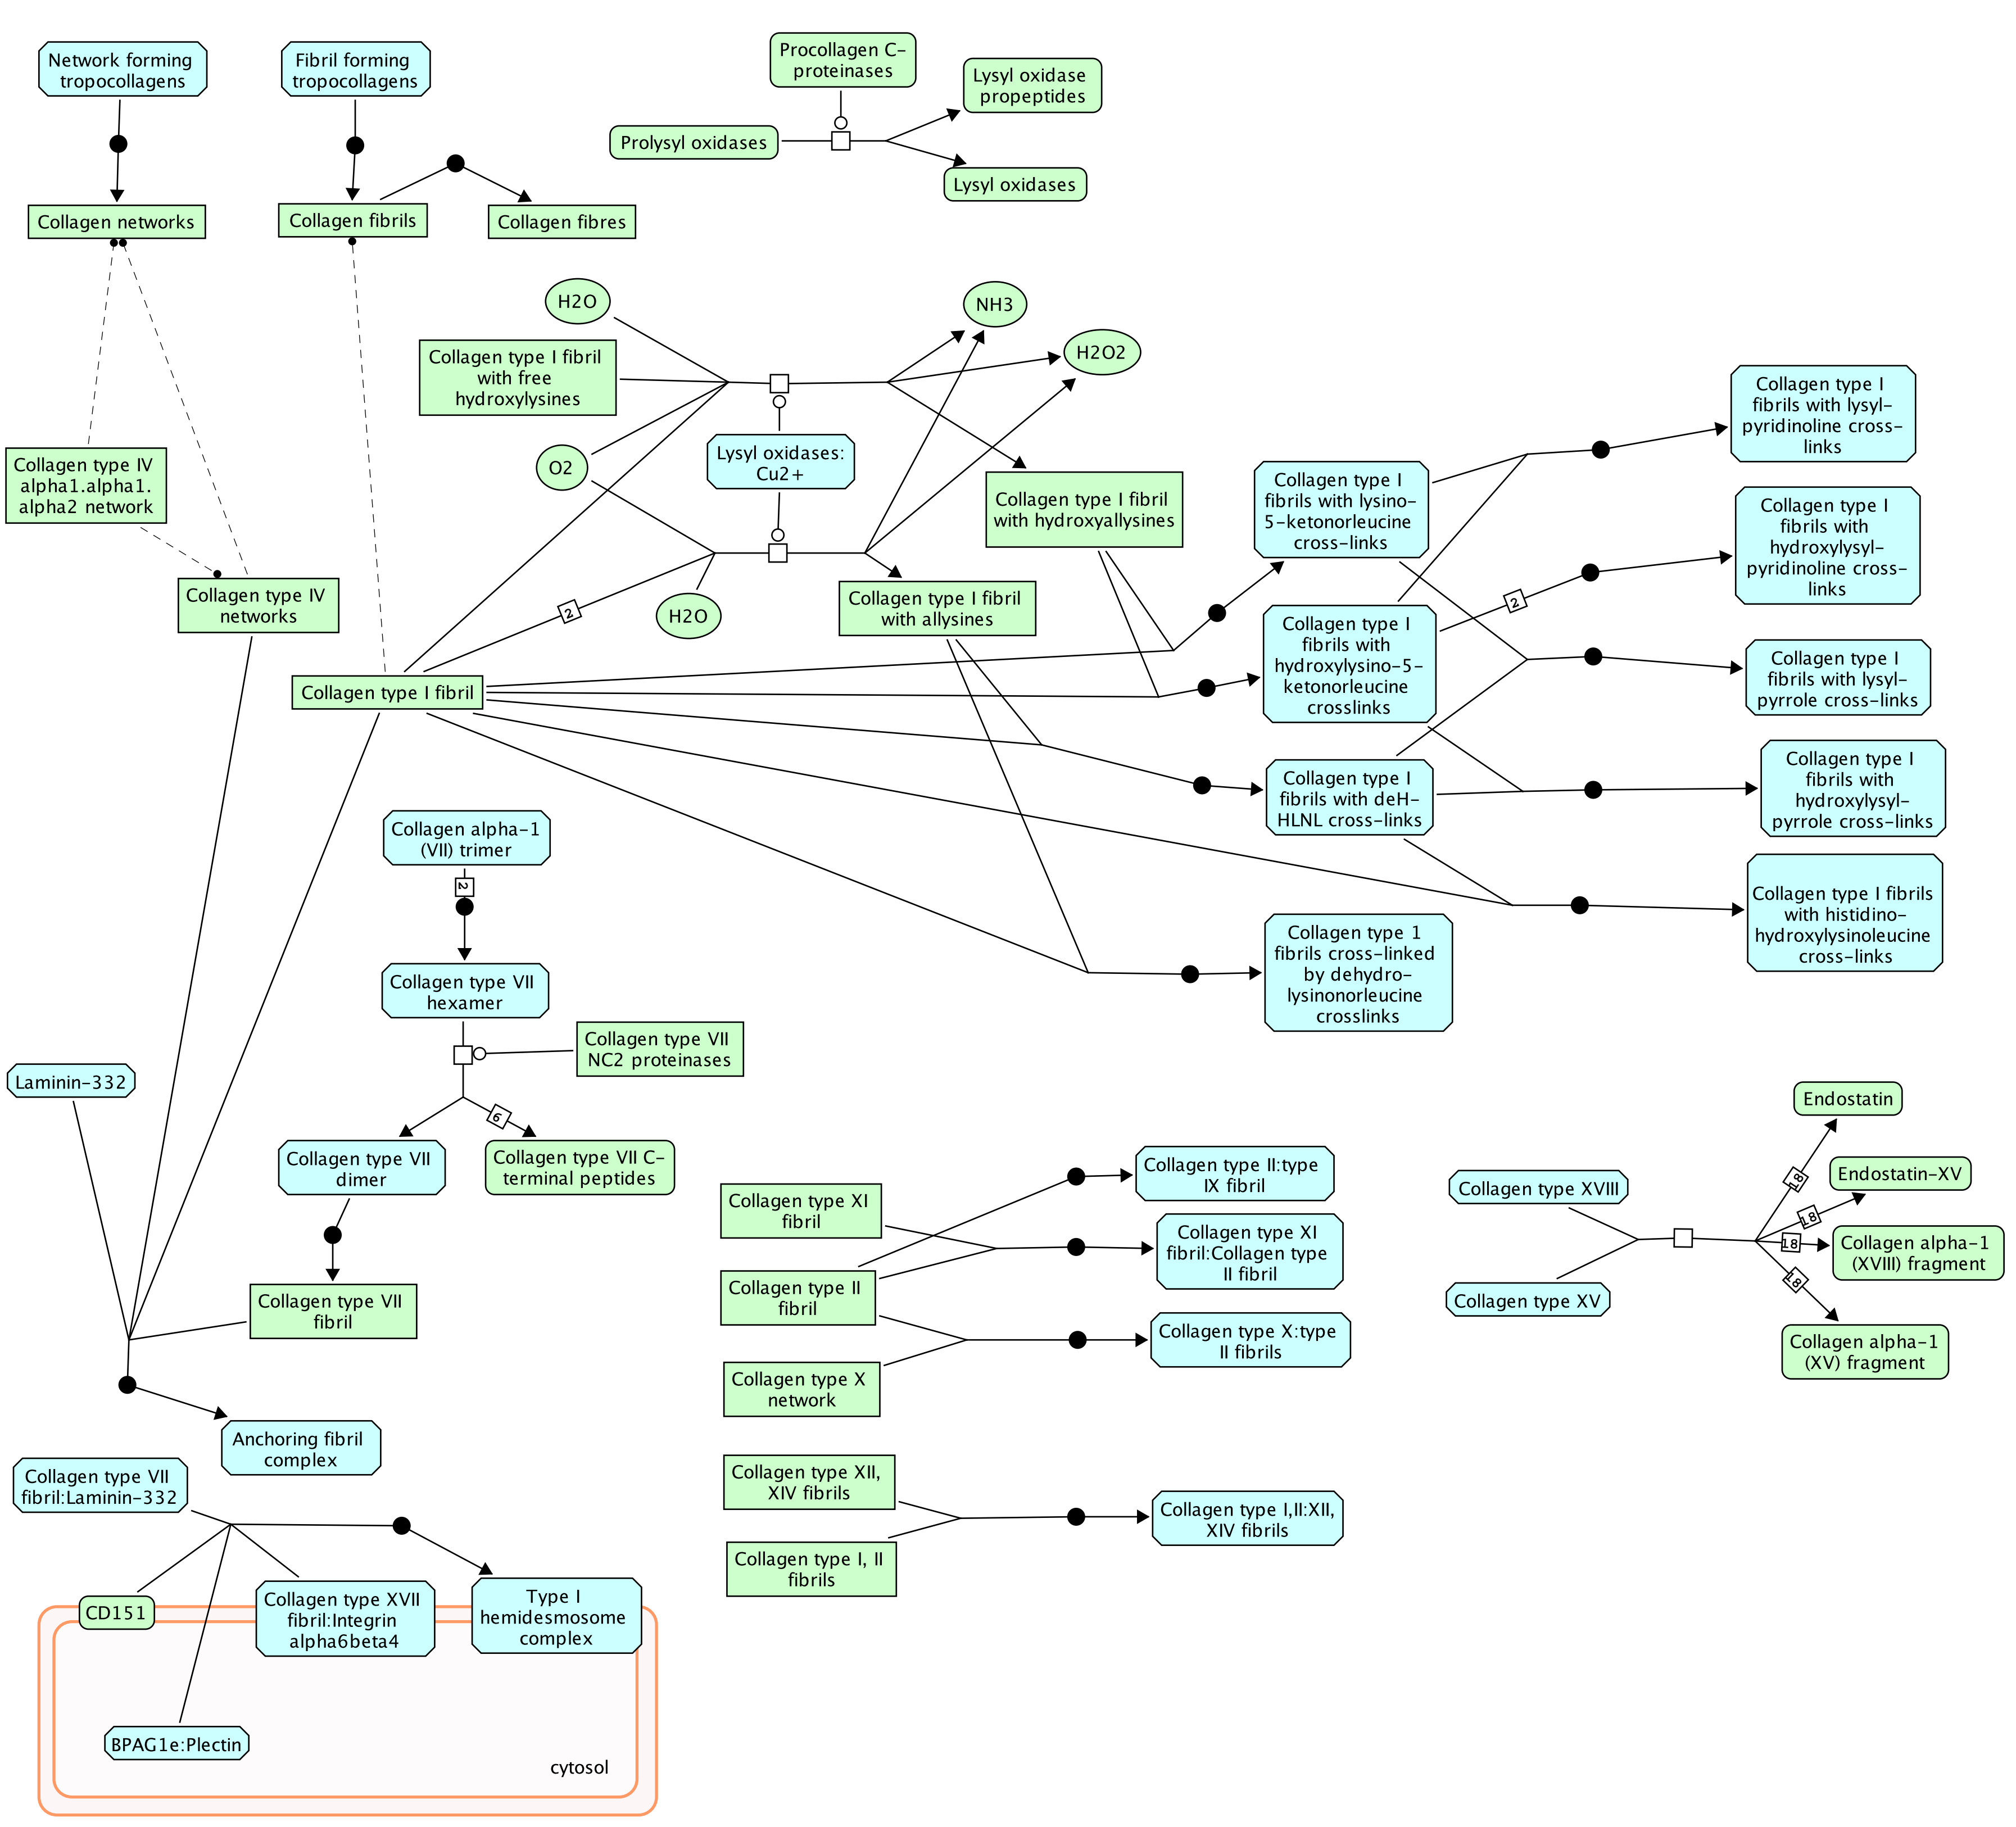 Network forming
tropocollagens
Fibril forming
tropocollagens
Procollagen C-
proteinases
Lysyl oxidase
propeptides
Prolysyl oxidases
Lysyl oxidases
Collagen networks
Collagen fibrils
Collagen fibres
H2O
NH3
H2O2
Collagen type I fibril
with free
hydroxylysines
O2
Lysyl oxidases:
Cu2+
Collagen type I fibril
with hydroxyallysines
Collagen type IV
alpha1.alpha1.
alpha2 network
Collagen type IV
networks
2
H2O
Collagen type I fibril
with allysines
Collagen type I fibril
Collagen type I
fibrils with lysino-
5-ketonorleucine
cross-links
Collagen type I
fibrils with
hydroxylysino-5-
ketonorleucine
crosslinks
2
Collagen type I
fibrils with deH-
HLNL cross-links
Collagen type 1
fibrils cross-linked
by dehydro-
lysinonorleucine
crosslinks
Collagen type I
fibrils with lysyl-
pyridinoline cross-
links
Collagen type I
fibrils with
hydroxylysyl-
pyridinoline cross-
links
Collagen type I
fibrils with lysyl-
pyrrole cross-links
Collagen type I
fibrils with
hydroxylysyl-
pyrrole cross-links
Collagen type I fibrils
with histidino-
hydroxylysinoleucine
cross-links
Collagen alpha-1
(VII) trimer
2
Collagen type VII
hexamer
Collagen type VII
NC2 proteinases
6
Collagen type VII
dimer
Collagen type VII C-
terminal peptides
Collagen type VII
fibril
Laminin-332
Anchoring fibril
complex
Collagen type VII
fibril:Laminin-332
CD151
Collagen type XVII
fibril:Integrin
alpha6beta4
Type I
hemidesmosome
complex
BPAG1e:Plectin
cytosol
Collagen type XI
fibril
Collagen type II
fibril
Collagen type X
network
Collagen type II:type
IX fibril
Collagen type XI
fibril:Collagen type
II fibril
Collagen type X:type
II fibrils
Collagen type XII,
XIV fibrils
Collagen type I, II
fibrils
Collagen type I,II:XII,
XIV fibrils
Collagen type XVIII
Collagen type XV
18
18
18
18
Endostatin
Endostatin-XV
Collagen alpha-1
(XVIII) fragment
Collagen alpha-1
(XV) fragment